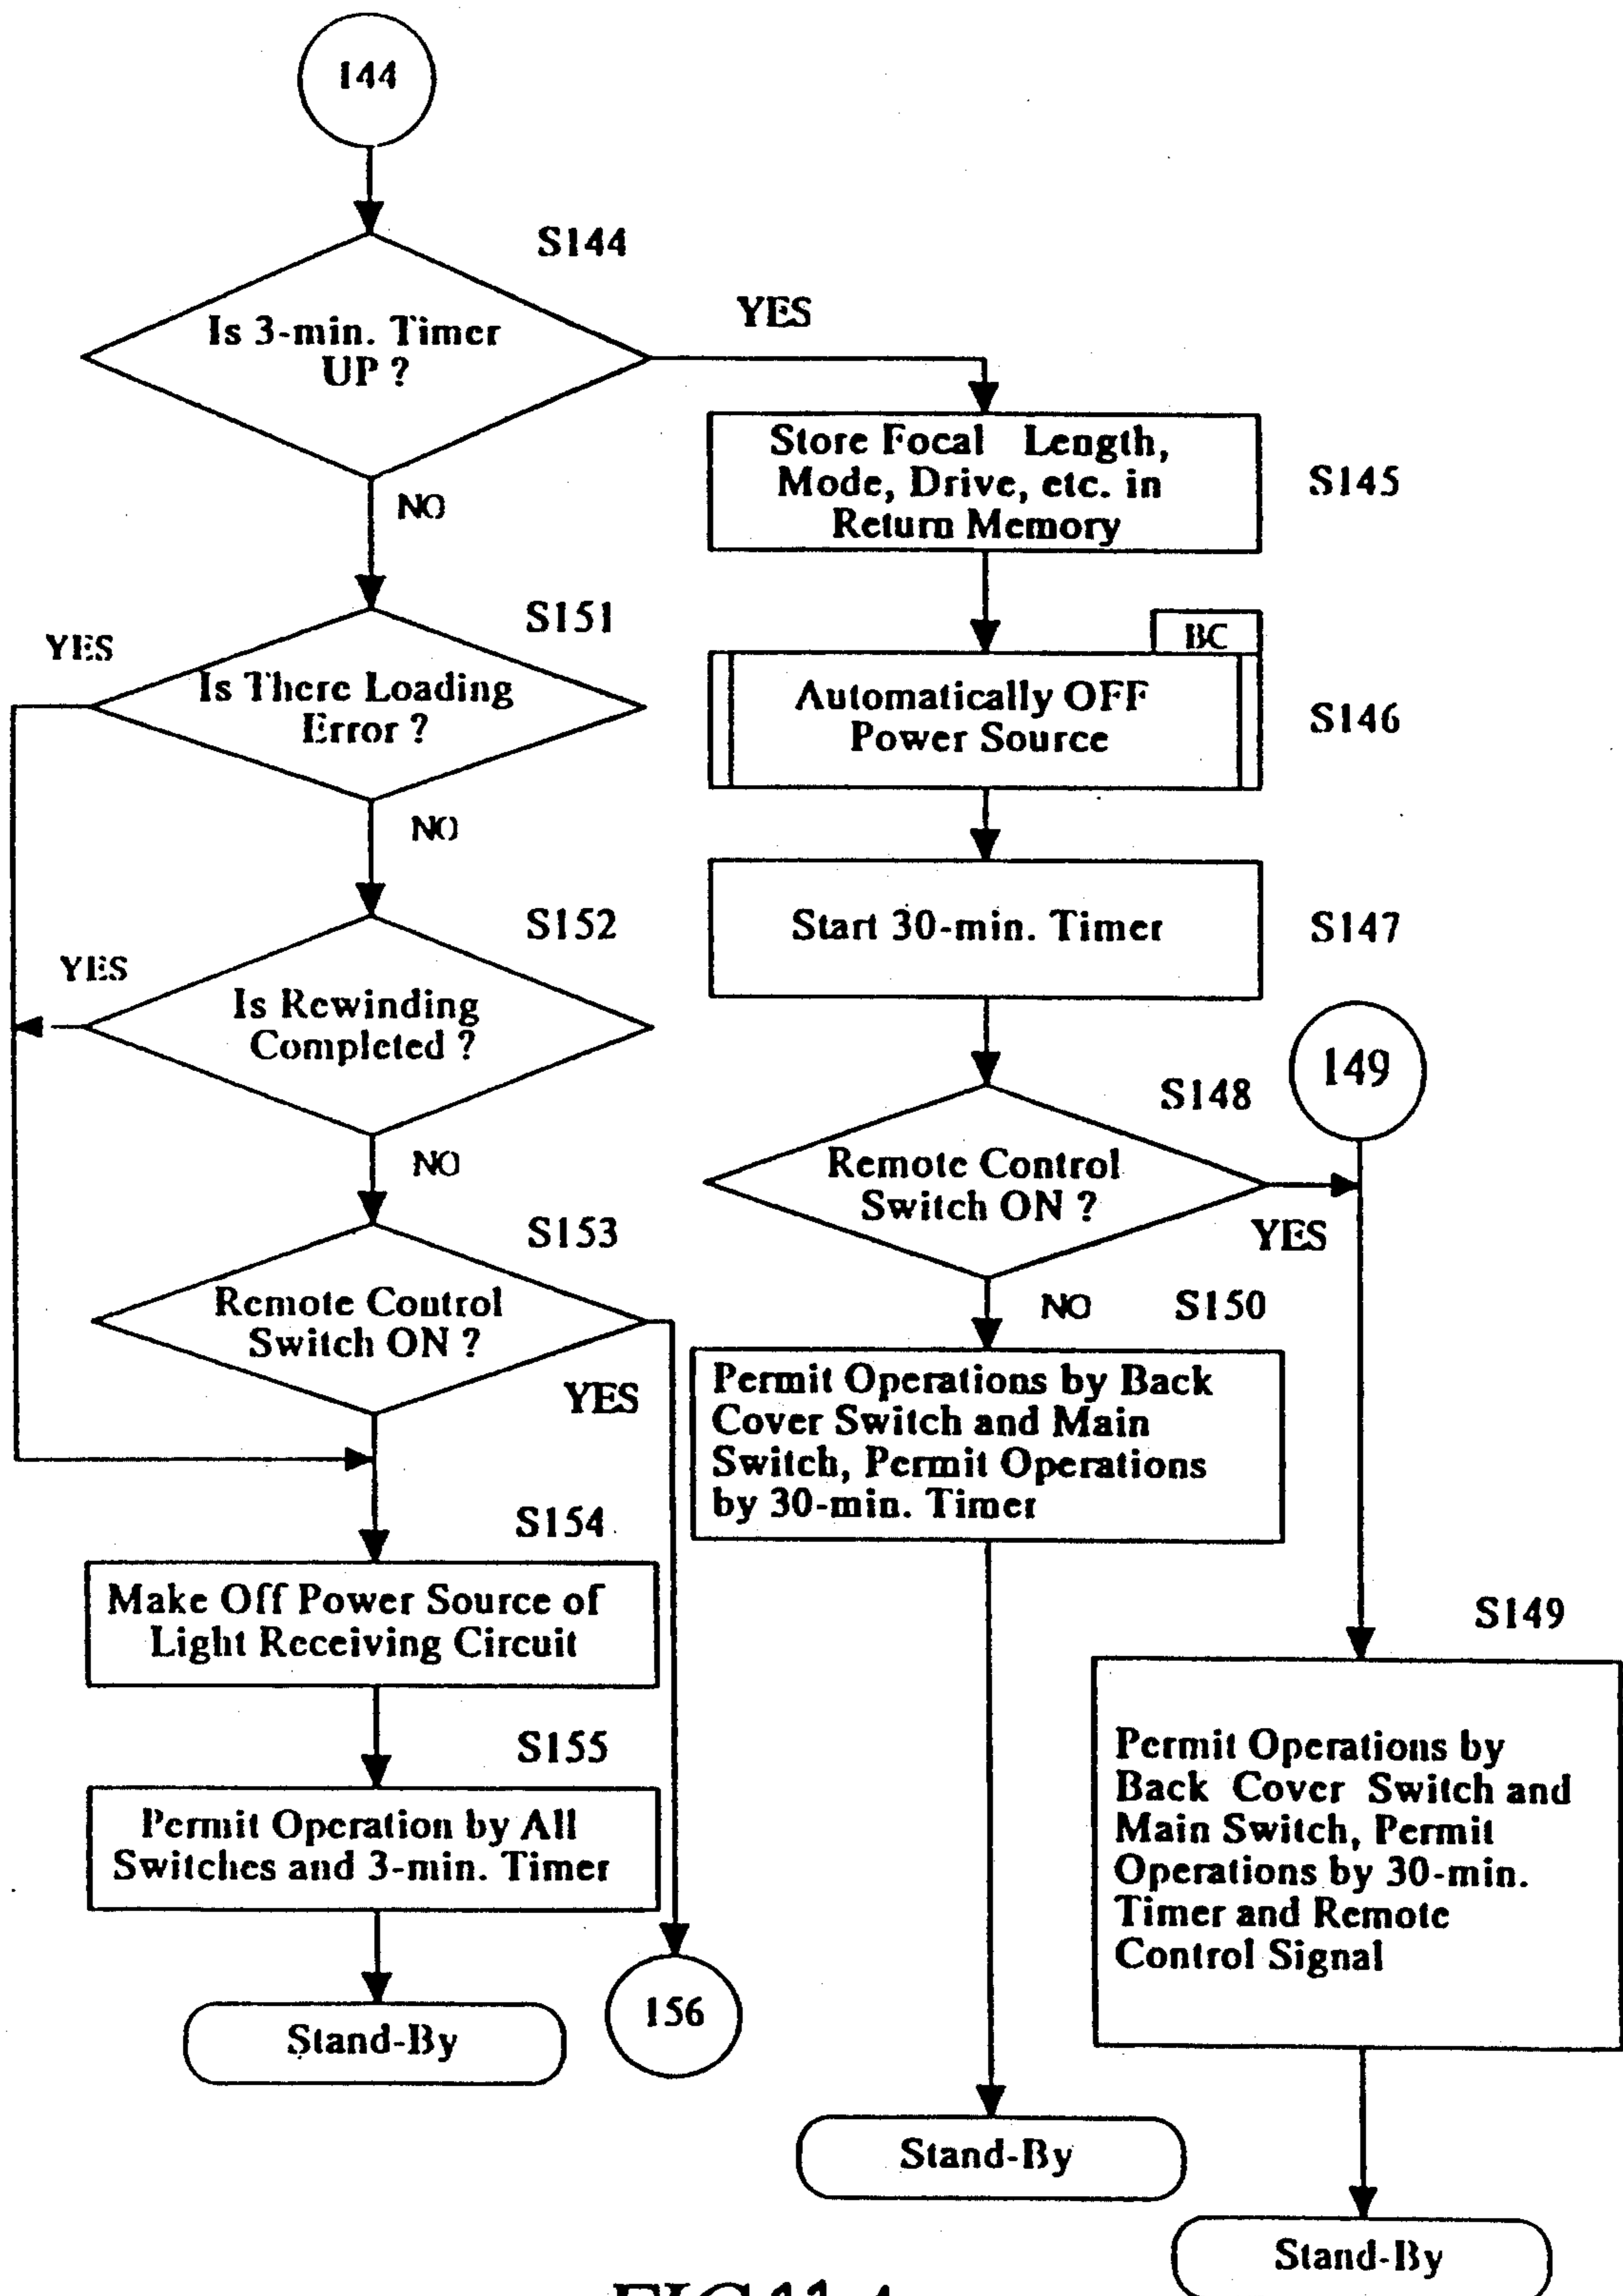 144
S144
Is 3-min. Timer
UP ?
YES
NO
Store Focal Length,
Mode, Drive, etc. in
Return Memory
S145
S151
YES
Is There Loading
Error ?
NO
BC
Automatically OFF
Power Source
S146
Start 30-min. Timer
S147
S152
YES
Is Rewinding
Completed ?
NO
149
S148
Remote Control
Switch ON ?
YES
NO
S153
Remote Control
Switch ON ?
YES
S150
Permit Operations by Back
Cover Switch and Main
Switch, Permit Operations
by 30-min. Timer
S154
Make Off Power Source of
Light Receiving Circuit
S155
Permit Operation by All
Switches and 3-min. Timer
Stand-By
156
S149
Permit Operations by
Back Cover Switch and
Main Switch, Permit
Operations by 30-min.
Timer and Remote
Control Signal
Stand-By
Stand-By